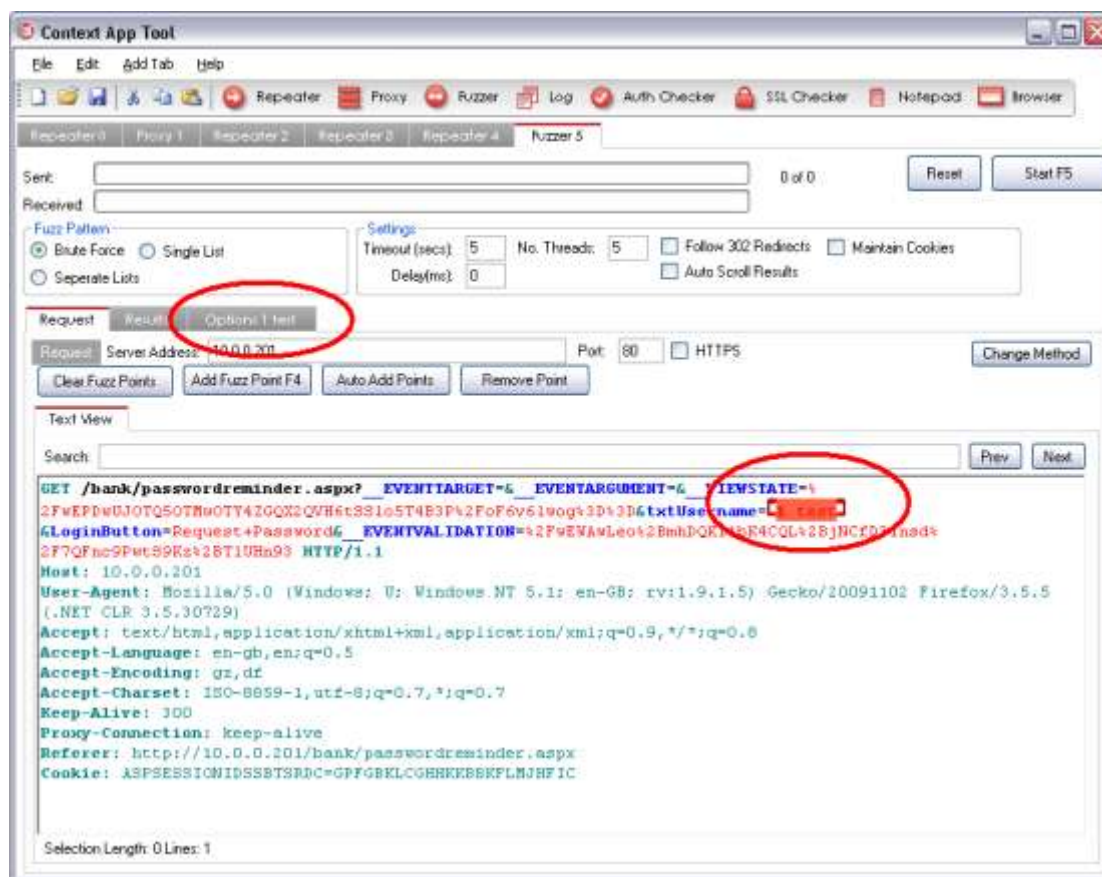 Context App Tool
File Edit Add Tab Help
Repeater Proxy Fuzzer Log Auth Checker SSL Checker Notepad Browser
Repeater 0 Proxy 1 Repeater 2 Repeater 3 Repeater 4 Fuzzer 5
Sent: 0 of 0 Reset Start F5
Received:
Fuzz Pattern Settings
Brute Force Single List Timeout (secs): 5 No. Threads: 5 Follow 302 Redirects Maintain Cookies
Seperate Lists Delay(ms): 0 Auto Scroll Results
Request Results Options 1 test
Request Server Address: 10.0.0.201 Port: 80 HTTPS Change Method
Clear Fuzz Points Add Fuzz Point F4 Auto Add Points Remove Point
Text View
Search: Prev Next
GET /bank/passwordreminder.aspx?__EVENTTARGET=&__EVENTARGUMENT=&__VIEWSTATE=%
&txtUsername= test
&LoginButton=Request+Password&__EVENTVALIDATION=
HTTP/1.1
Host: 10.0.0.201
User-Agent: Mozilla/5.0 (Windows; U; Windows NT 5.1; en-GB; rv:1.9.1.5) Gecko/20091102 Firefox/3.5.5
(.NET CLR 3.5.30729)
Accept: text/html,application/xhtml+xml,application/xml;q=0.9,*/*;q=0.8
Accept-Language: en-gb,en;q=0.5
Accept-Encoding: gz,df
Accept-Charset: ISO-8859-1,utf-8;q=0.7,*;q=0.7
Keep-Alive: 300
Proxy-Connection: keep-alive
Referer: http://10.0.0.201/bank/passwordreminder.aspx
Cookie:
Selection Length: 0 Lines: 1